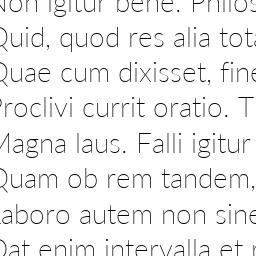 Non igitur bene. Philos
Quid, quod res alia tota
Quae cum dixisset, fine
Proclivi currit oratio. T
Magna laus. Falli igitur
Quam ob rem tandem,
Laboro autem non sine
Dat enim intervalla et r